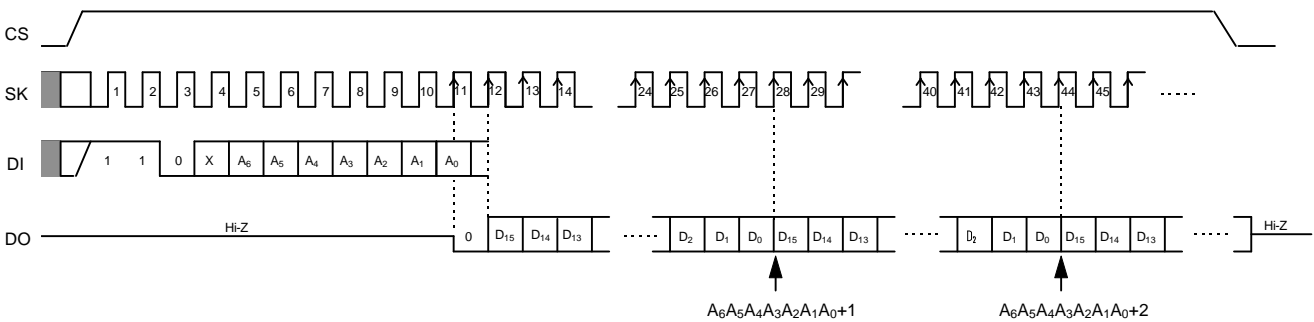 CS
SK 1 2 3 4 5 6 7 8 9 10 11 12 13 14 24 25 26 27 28 29 40 41 42 43 44 45
DI 1 1 0 X A₆ A₅ A₄ A₃ A₂ A₁ A₀
DO Hi-Z 0 D₁₅ D₁₄ D₁₃ D₂ D₁ D₀ D₁₅ D₁₄ D₁₃ D₂ D₁ D₀ D₁₅ D₁₄ D₁₃ Hi-Z
A₆A₅A₄A₃A₂A₁A₀+1 A₆A₅A₄A₃A₂A₁A₀+2